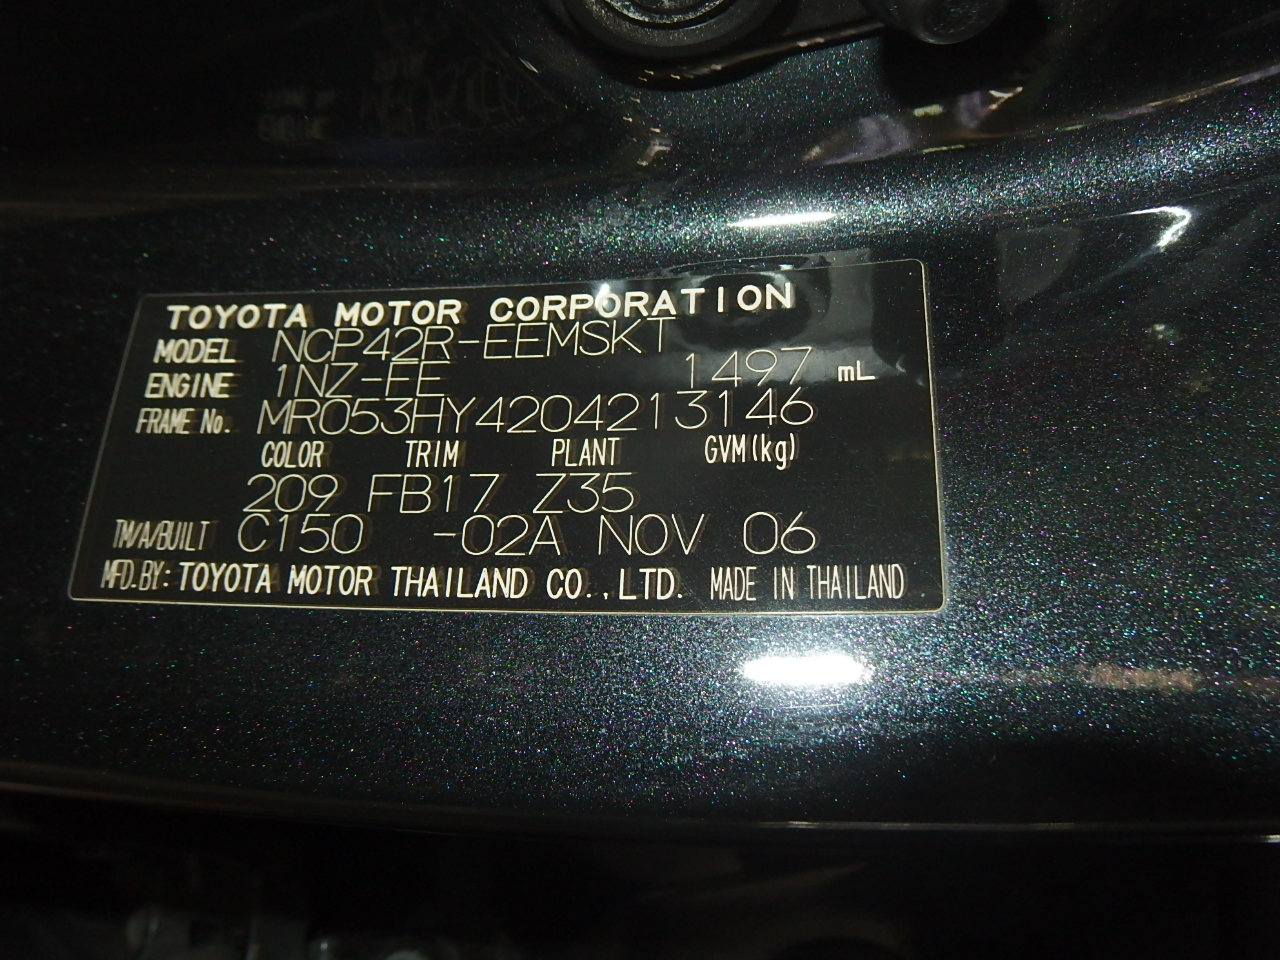 TOYOTA MOTOR CORPORATION
MODEL NCP42R-EEMSKT
ENGINE 1NZ-FE 1497 mL
FRAME No. MR053HY4204213146
COLOR TRIM PLANT GVM(kg)
209 FB17 Z35
TM/A/BUILT C150 -02A NOV 06
MFD.BY: TOYOTA MOTOR THAILAND CO.,LTD. MADE IN THAILAND